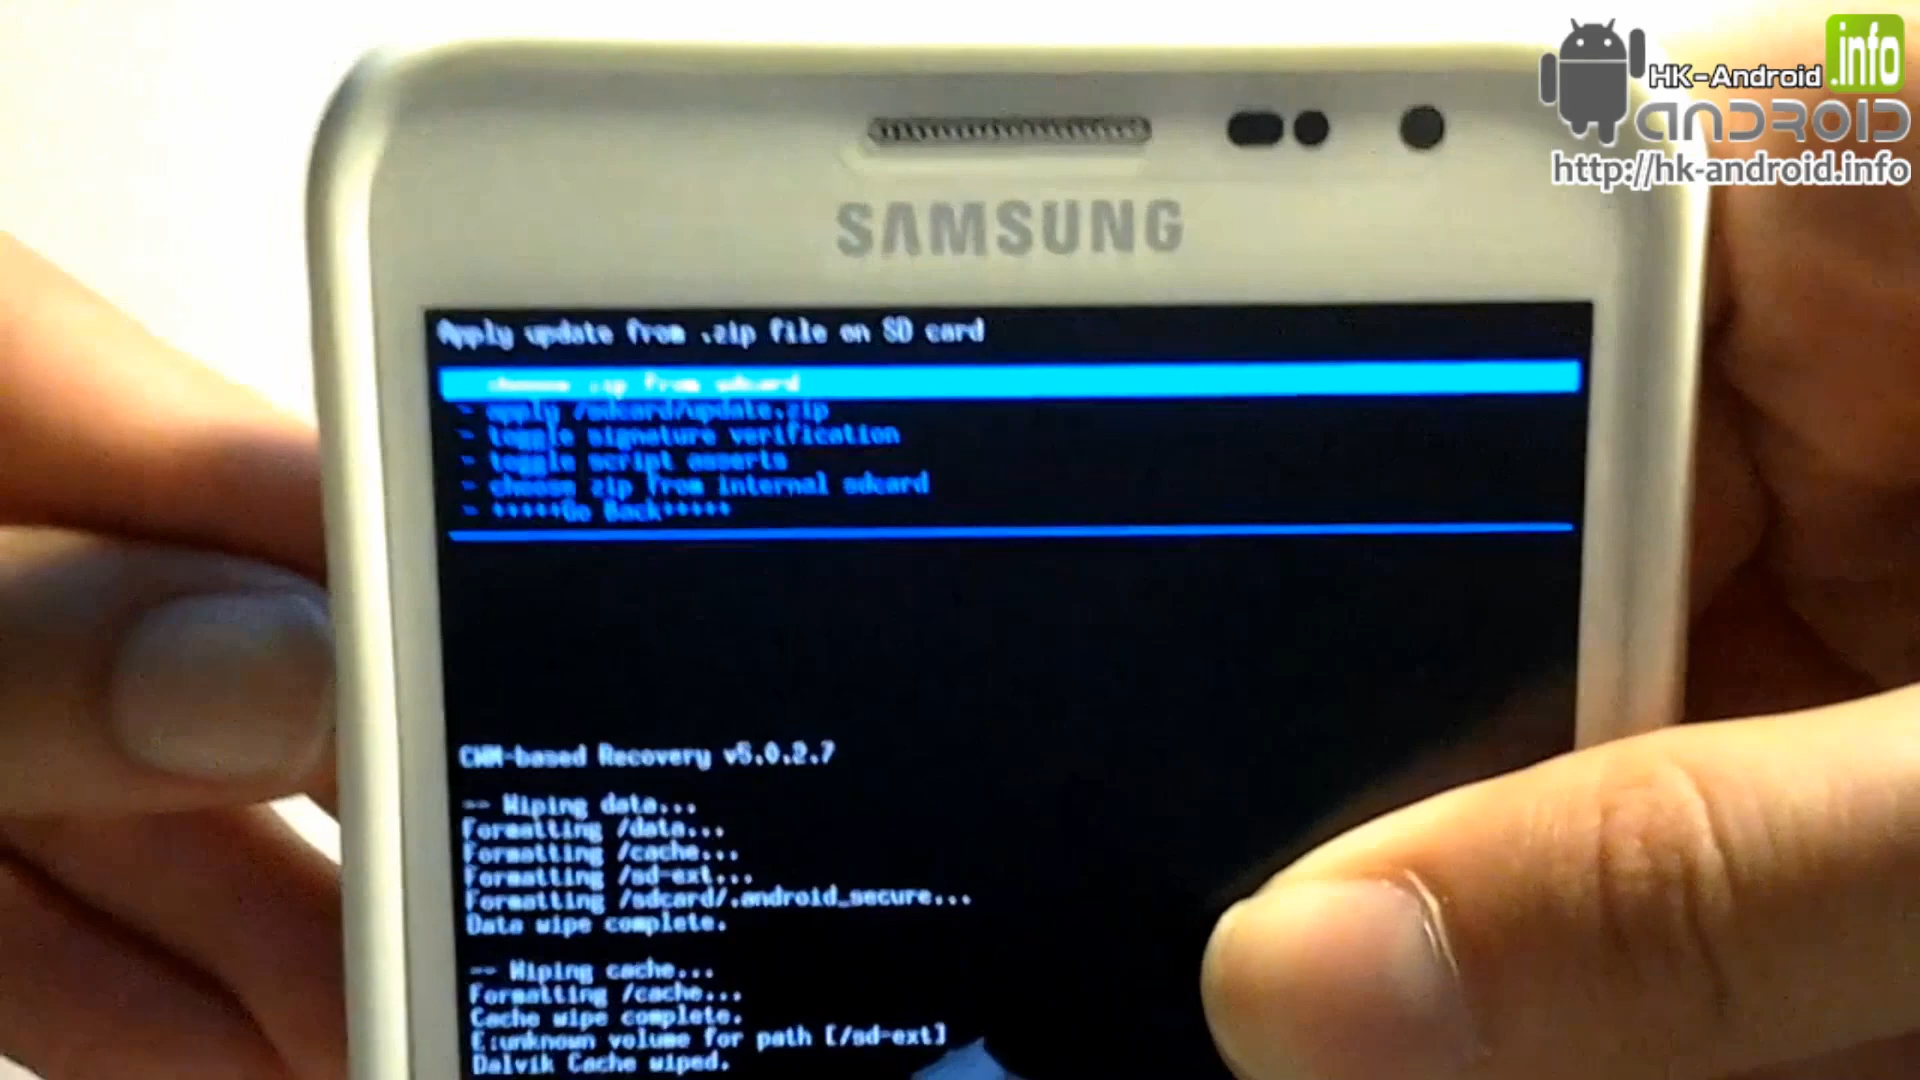 HK-Android .info
ANDROID
http://hk-android.info
SAMSUNG
Apply update from .zip file on SD card
- choose zip from sdcard
- apply /sdcard/update.zip
- toggle signature verification
- toggle script asserts
- choose zip from internal sdcard
- +++++Go Back+++++
CWM-based Recovery v5.0.2.7
-- Wiping data...
Formatting /data...
Formatting /cache...
Formatting /sd-ext...
Formatting /sdcard/.android_secure...
Data wipe complete.
-- Wiping cache...
Formatting /cache...
Cache wipe complete.
E:unknown volume for path [/sd-ext]
Dalvik Cache wiped.